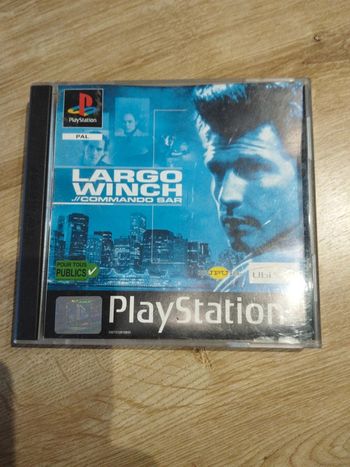 PlayStation
PAL
LARGO
WINCH
.//COMMANDO SAR
POUR TOUS
PUBLICS
PlayStation